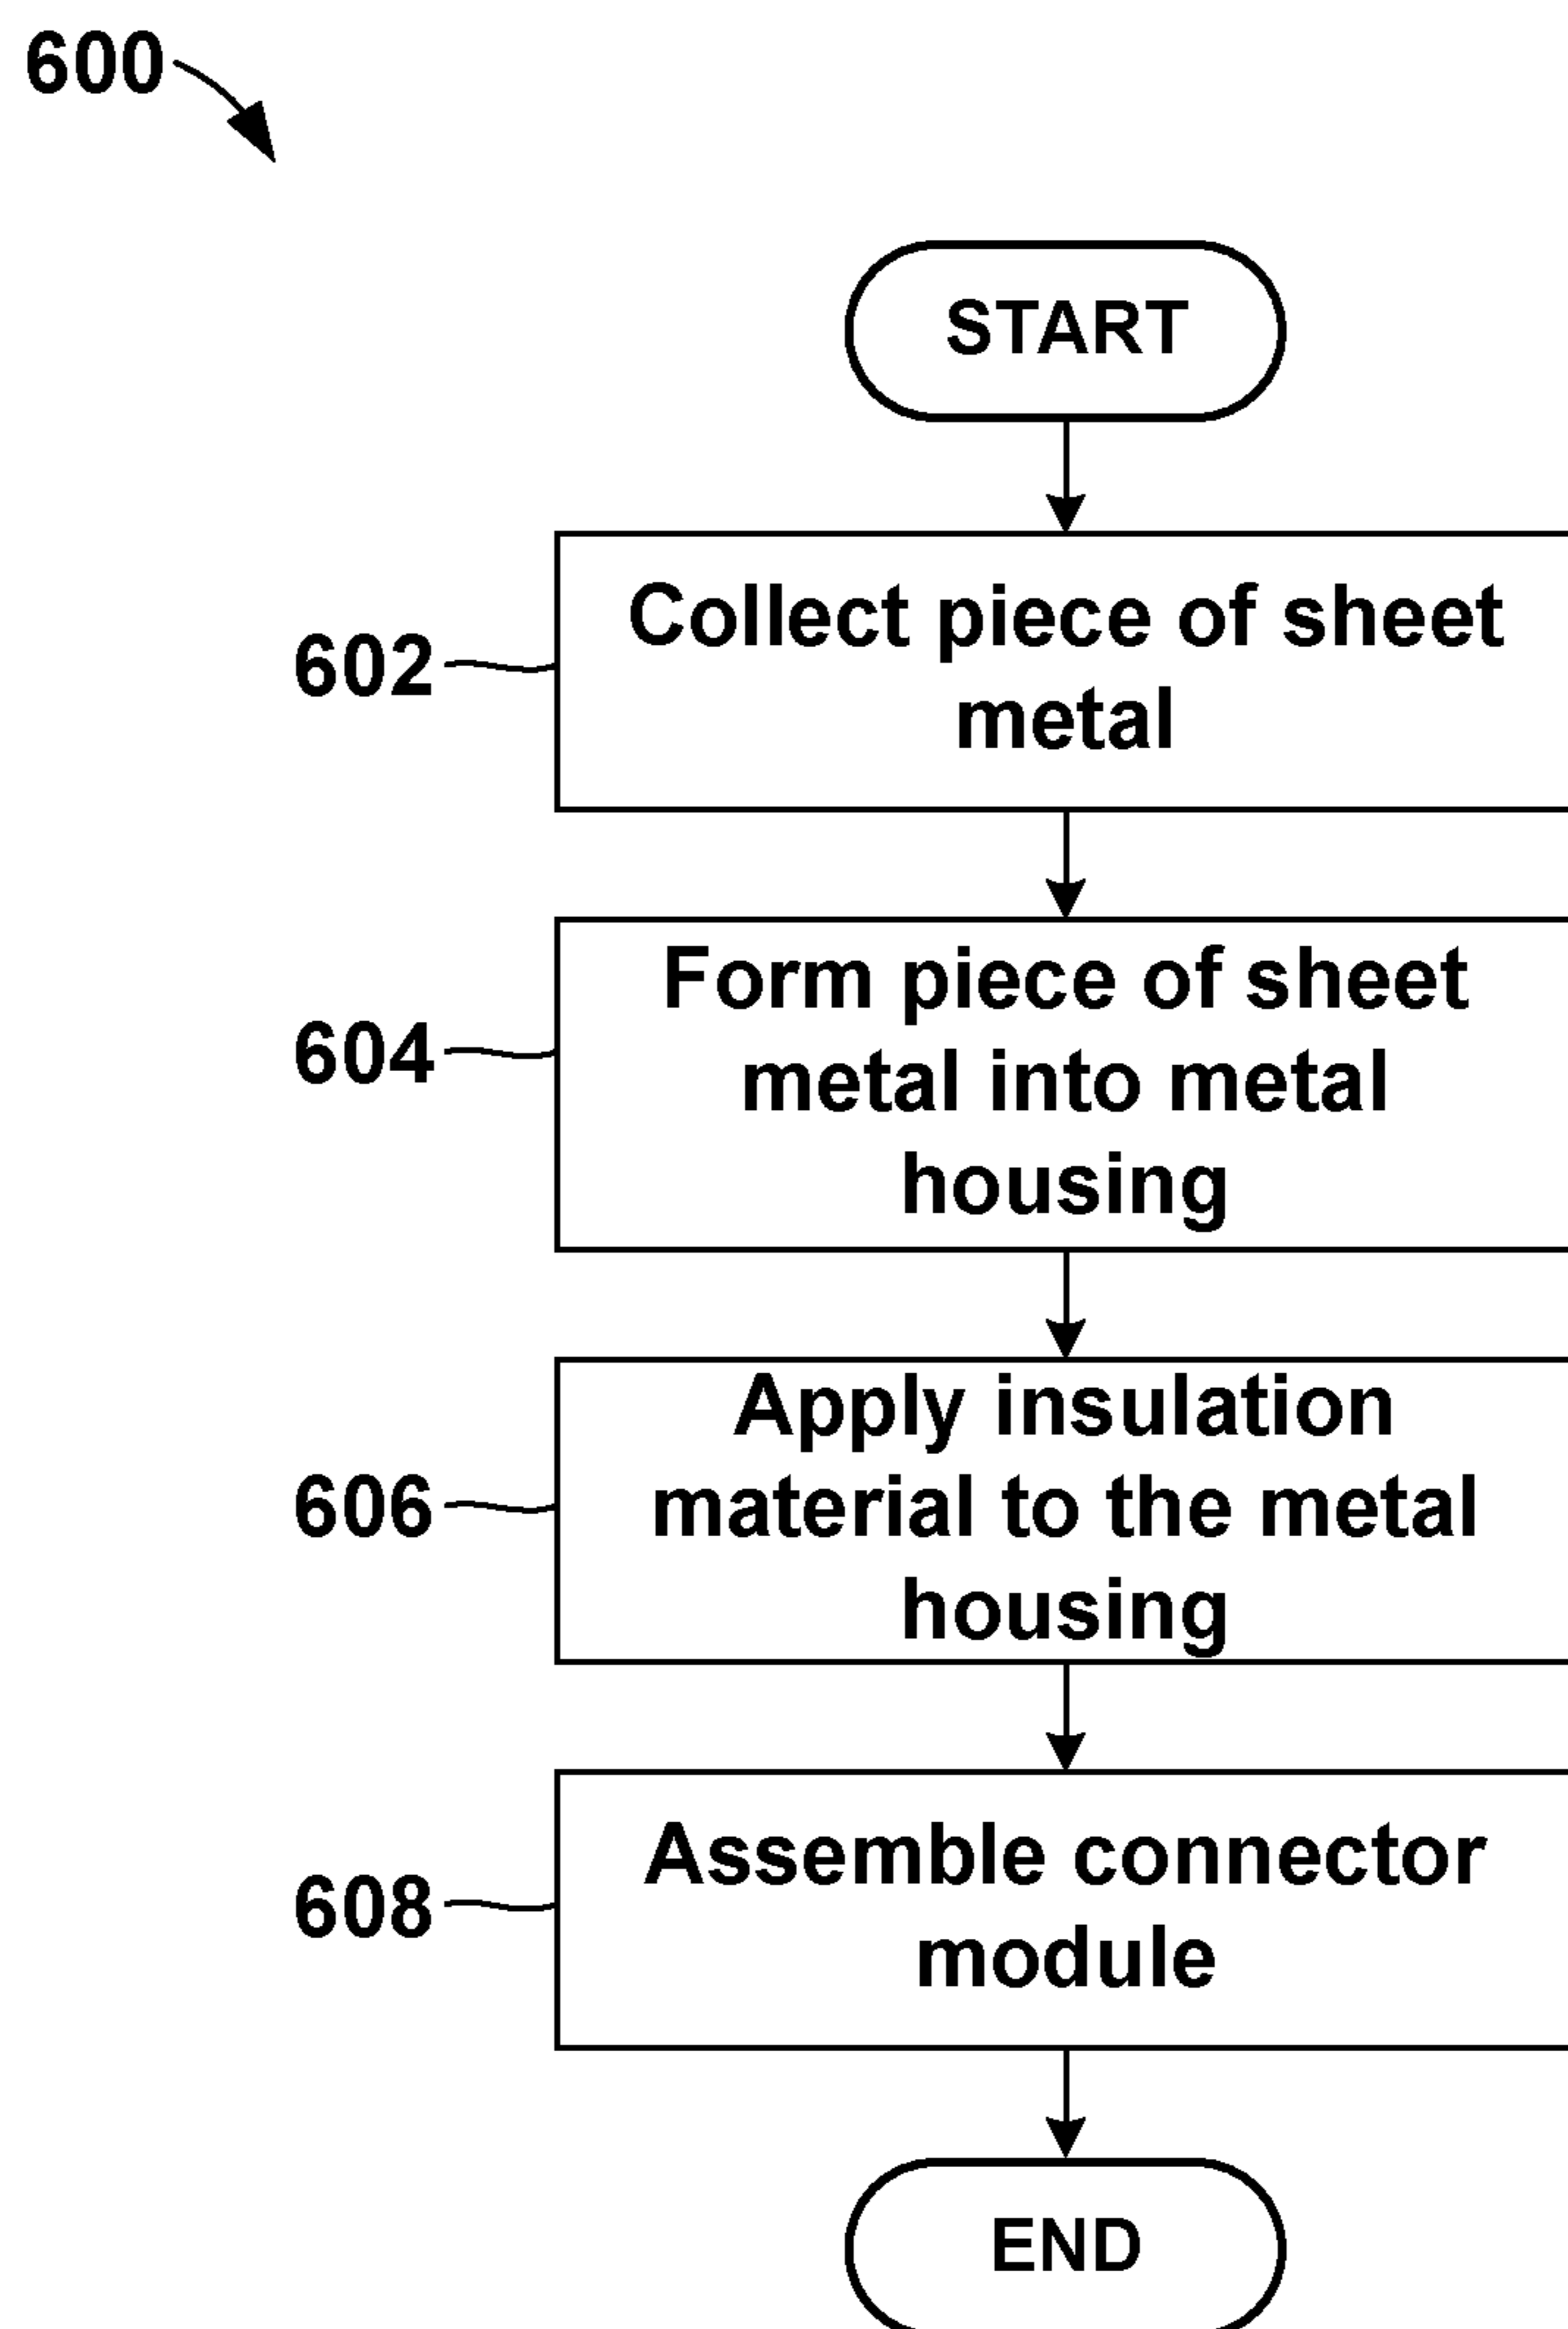 600
START
602
Collect piece of sheet
metal
604
Form piece of sheet
metal into metal
housing
606
Apply insulation
material to the metal
housing
608
Assemble connector
module
END